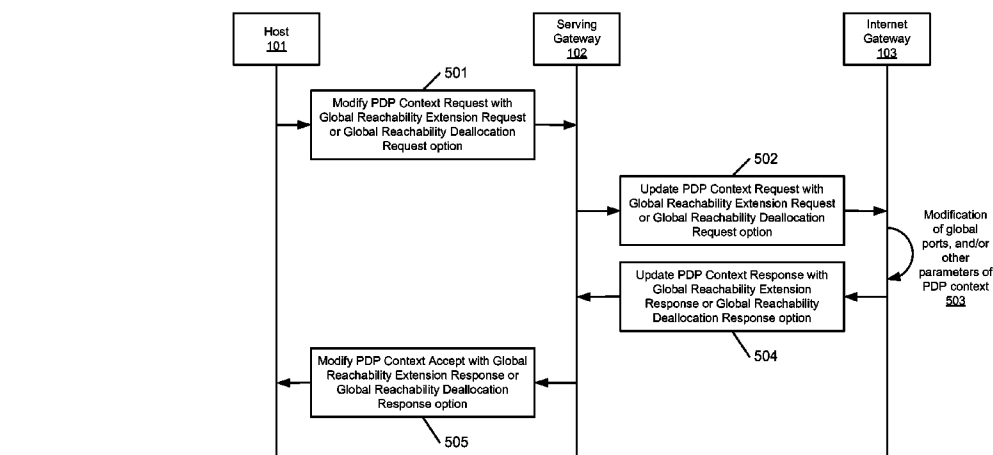 Host
101
Serving
Gateway
102
Internet
Gateway
103
501
Modify PDP Context Request with
Global Reachability Extension Request
or Global Reachability Deallocation
Request option
502
Update PDP Context Request with
Global Reachability Extension Request
or Global Reachability Deallocation
Request option
Modification
of global
ports, and/or
other
parameters of
PDP context
503
Update PDP Context Response with
Global Reachability Extension
Response or Global Reachability
Deallocation Response option
504
Modify PDP Context Accept with Global
Reachability Extension Response or
Global Reachability Deallocation
Response option
505